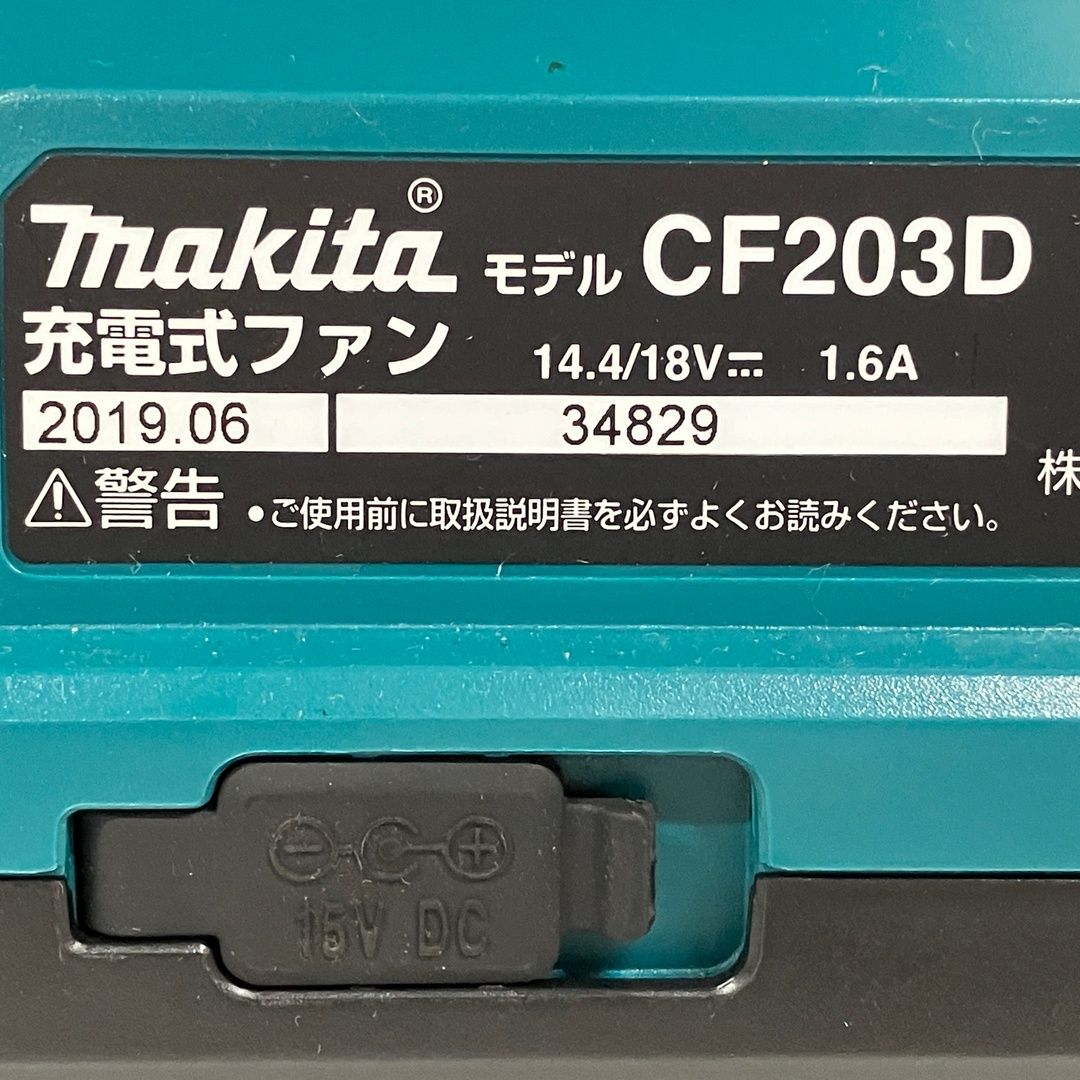 makita® モデル CF203D
充電式ファン 14.4/18V⎓ 1.6A
2019.06 34829
⚠警告 ●ご使用前に取扱説明書を必ずよくお読みください。
株
15V DC